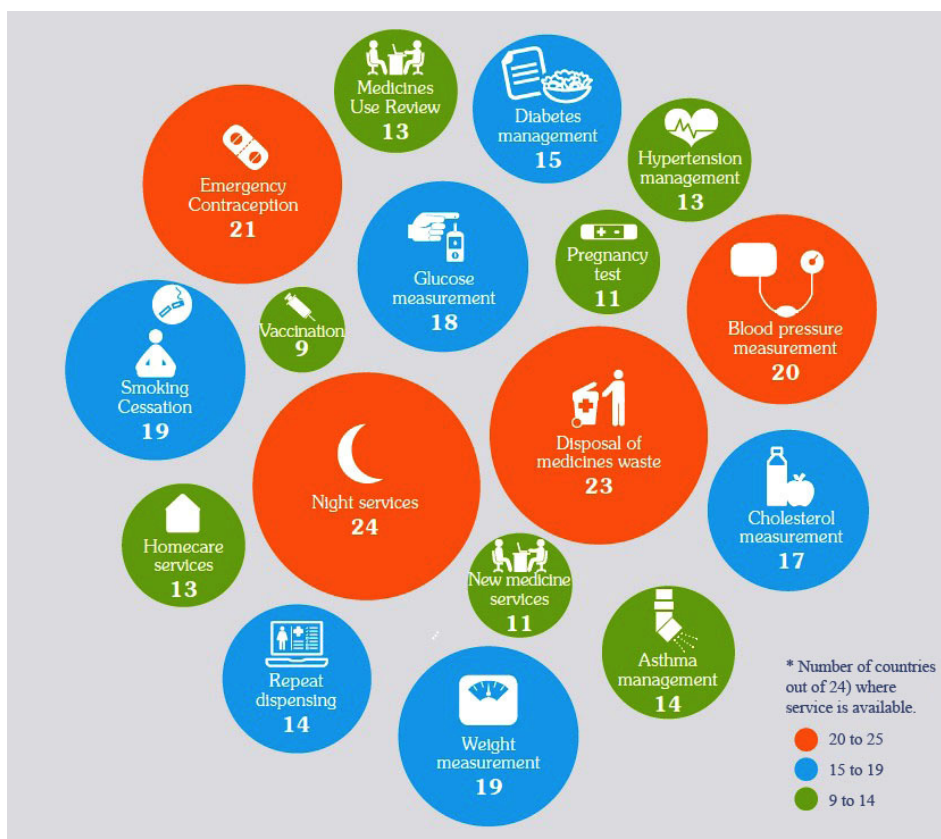 Medicines
Use Review
13
Diabetes
management
15
Hypertension
management
13
Emergency
Contraception
21
Glucose
measurement
18
Pregnancy
test
11
Blood pressure
measurement
20
Vaccination
9
Smoking
Cessation
19
Disposal of
medicines waste
23
Night services
24
Cholesterol
measurement
17
Homecare
services
13
New medicine
services
11
Repeat
dispensing
14
Asthma
management
14
Weight
measurement
19
* Number of countries
out of 24) where
service is available.
20 to 25
15 to 19
9 to 14